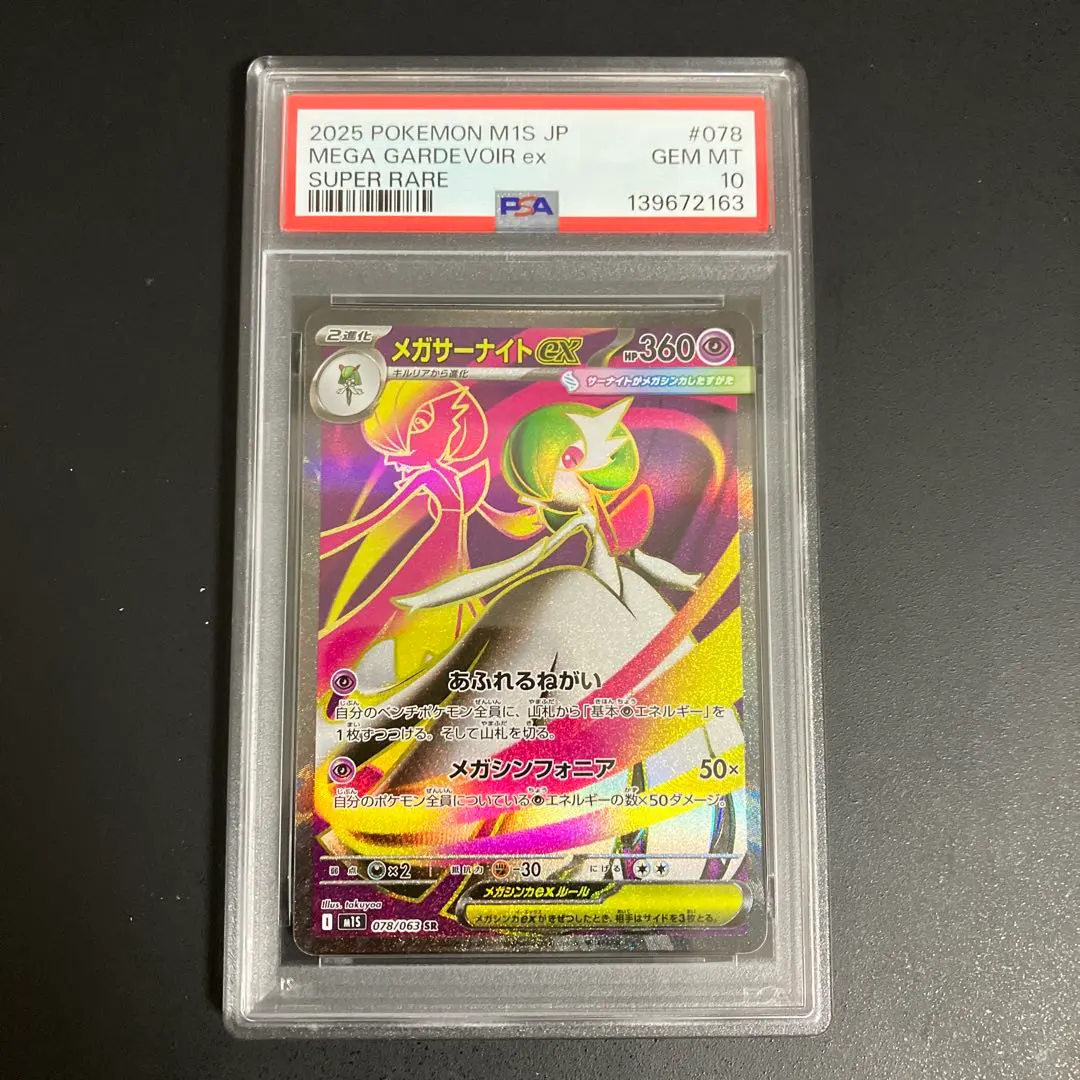 2025 POKEMON M1S JP #078
MEGA GARDEVOIR ex GEM MT
SUPER RARE 10
PSA 139672163
2進化
メガサーナイトex HP360
キルリアから進化
サーナイトがメガシンカしたすがた
あふれるねがい
自分のベンチポケモン全員に、山札から「基本エネルギー」を
1枚ずつつける。そして山札を切る。
メガシンフォニア 50×
自分のポケモン全員についているエネルギーの数×50ダメージ。
弱点 ×2 抵抗力 -30 にげる
メガシンカexルール
メガシンカexがきぜつしたとき、相手はサイドを3枚とる。
Illus. takuyoa
I M1S 078/063 SR